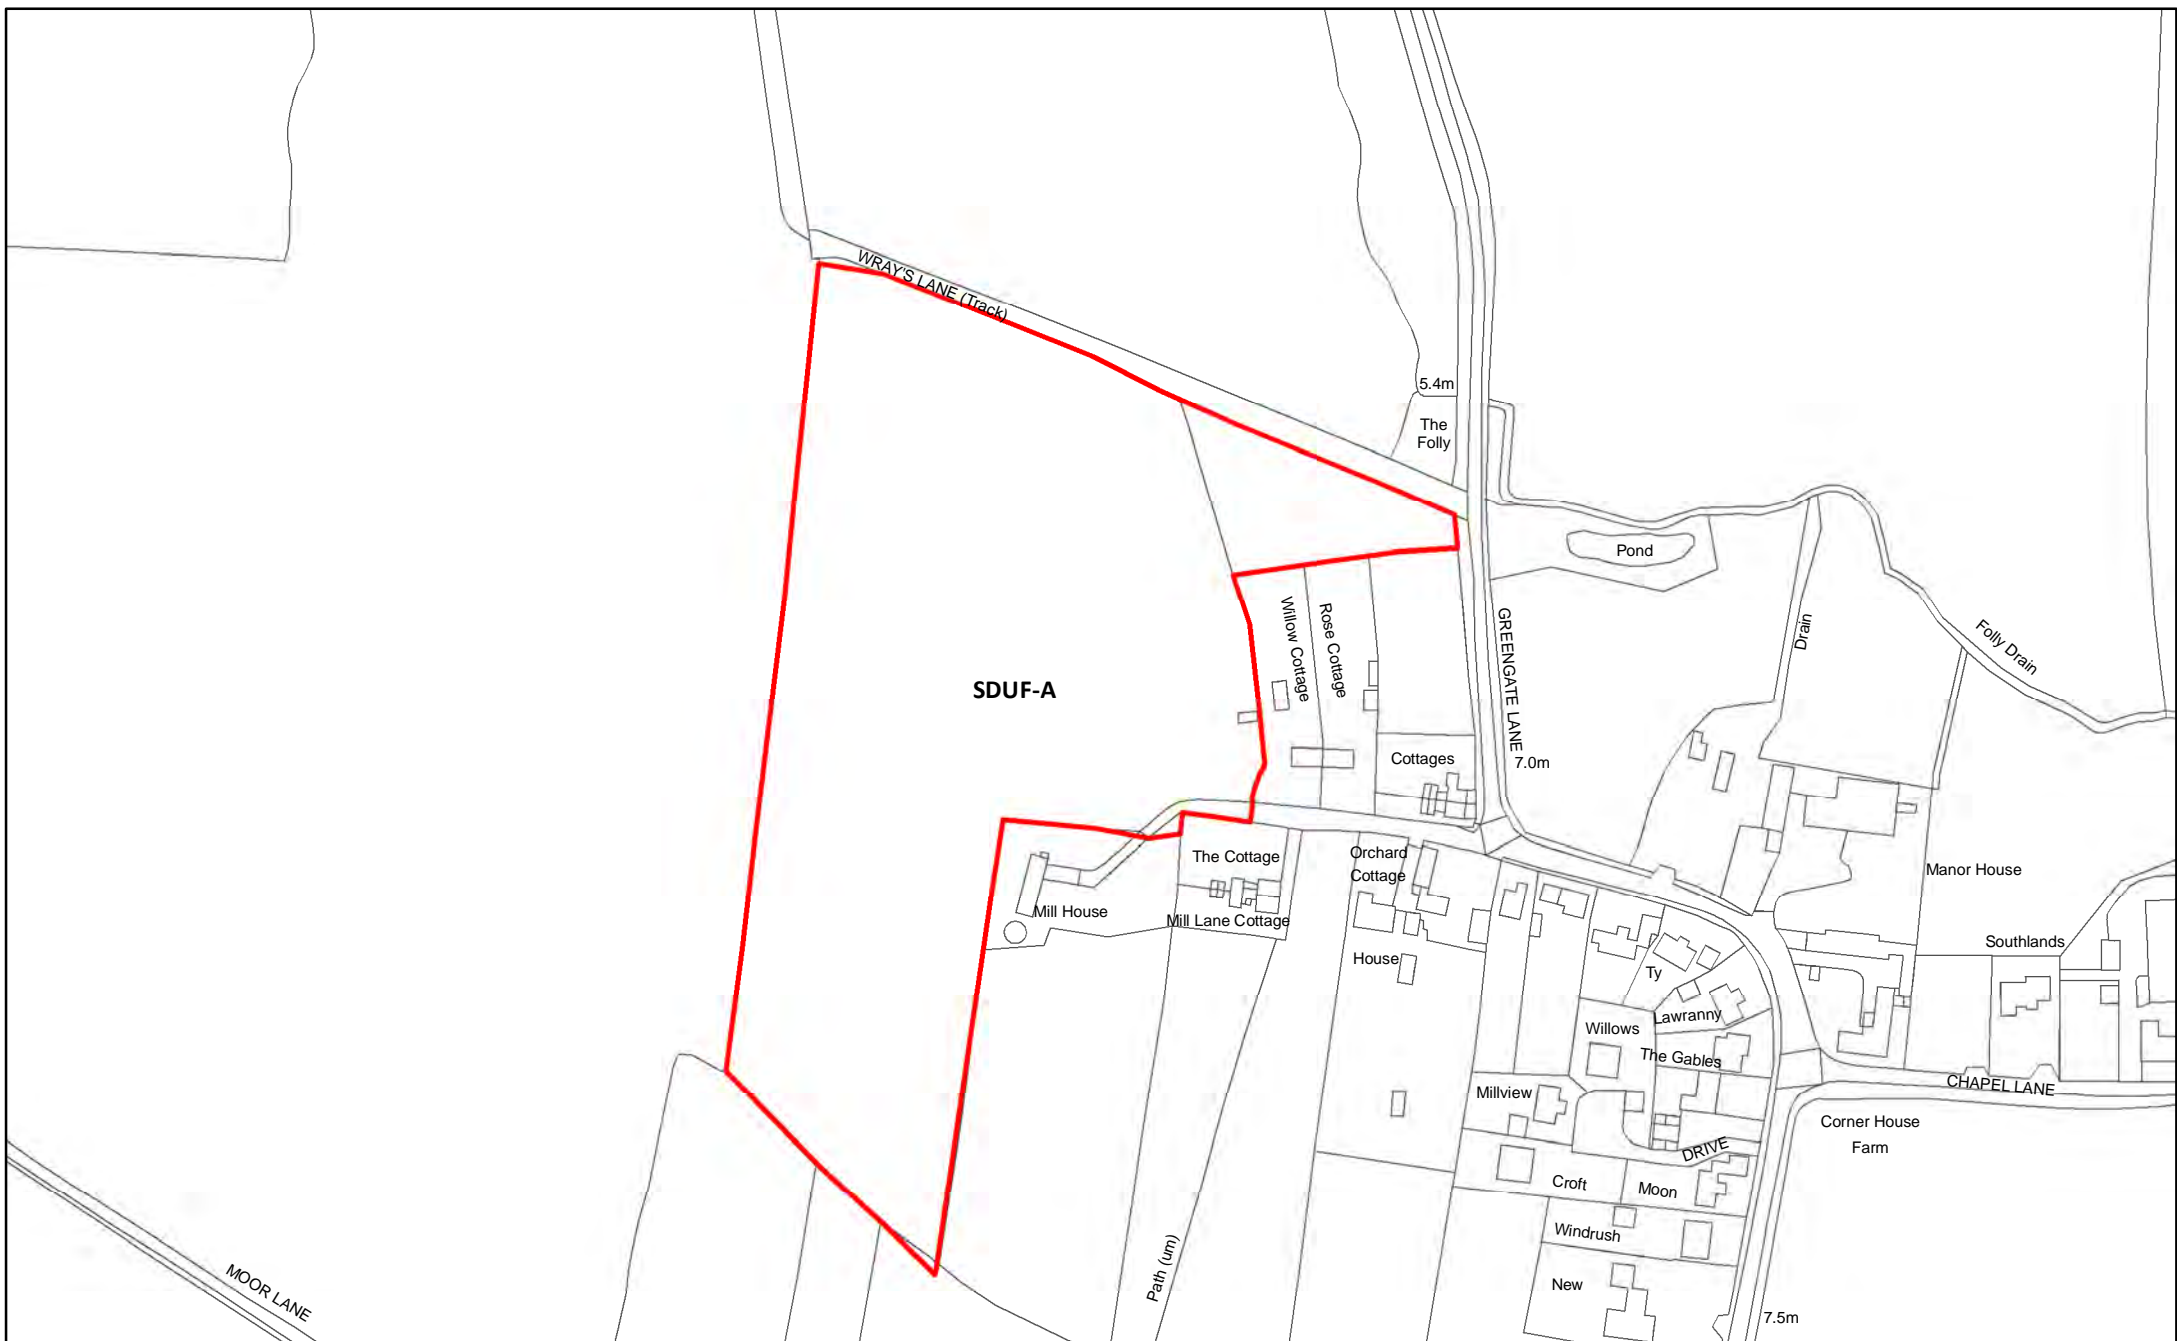 WRAY'S LANE (Track)
5.4m
The
Folly
Pond
Willow Cottage
Rose Cottage
GREENGATE LANE
Drain
Folly Drain
SDUF-A
Cottages
7.0m
The Cottage
Orchard
Cottage
Manor House
Mill House
Mill Lane Cottage
Southlands
House
Ty
Lawranny
Willows
The Gables
Millview
CHAPEL LANE
Corner House
Farm
DRIVE
Croft
Moon
Windrush
Path (um)
MOOR LANE
New
7.5m